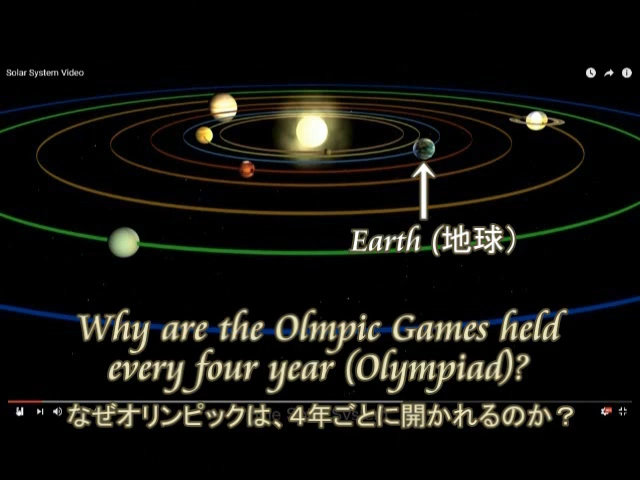 Solar System Video
Earth (地球)
Why are the Olmpic Games held
every four year (Olympiad)?
なぜオリンピックは、４年ごとに開かれるのか？